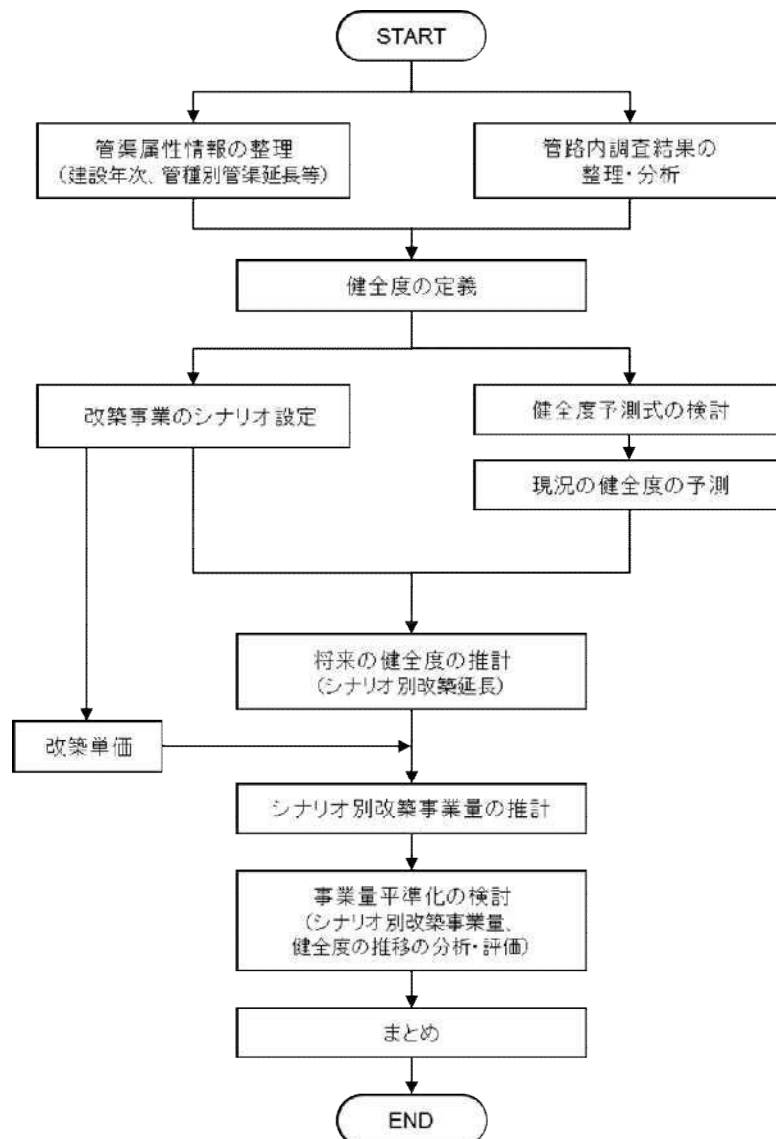 START
管渠属性情報の整理
（建設年次、管種別管渠延長等）
管路内調査結果の
整理・分析
健全度の定義
改築事業のシナリオ設定
健全度予測式の検討
現況の健全度の予測
将来の健全度の推計
（シナリオ別改築延長）
改築単価
シナリオ別改築事業量の推計
事業量平準化の検討
（シナリオ別改築事業量、
健全度の推移の分析・評価）
まとめ
END